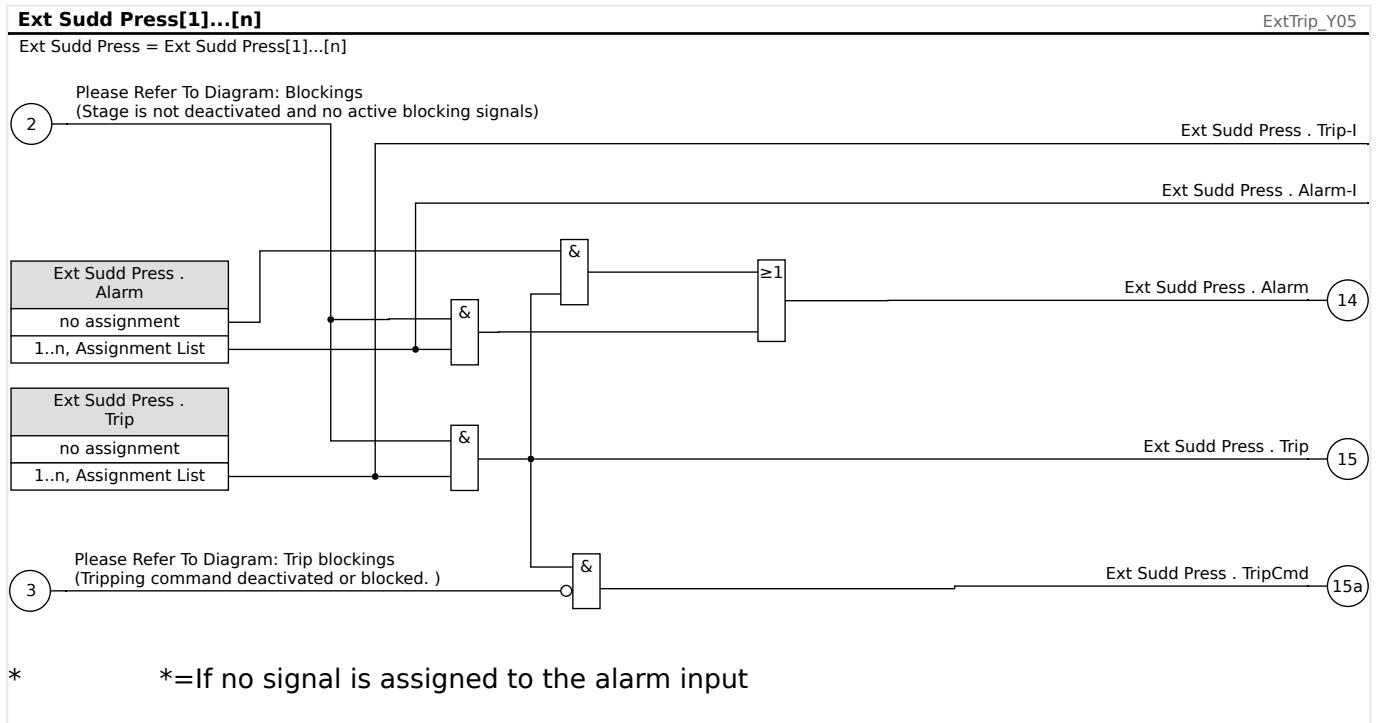 Ext Sudd Press[1]...[n]
ExtTrip_Y05
Ext Sudd Press = Ext Sudd Press[1]...[n]
Please Refer To Diagram: Blockings
(Stage is not deactivated and no active blocking signals)
2
Ext Sudd Press . Trip-I
Ext Sudd Press . Alarm-I
&
Ext Sudd Press .
Alarm
no assignment
1..n, Assignment List
&
≥1
Ext Sudd Press . Alarm
14
Ext Sudd Press .
Trip
no assignment
1..n, Assignment List
&
Ext Sudd Press . Trip
15
Please Refer To Diagram: Trip blockings
(Tripping command deactivated or blocked. )
3
&
Ext Sudd Press . TripCmd
15a
* *=If no signal is assigned to the alarm input